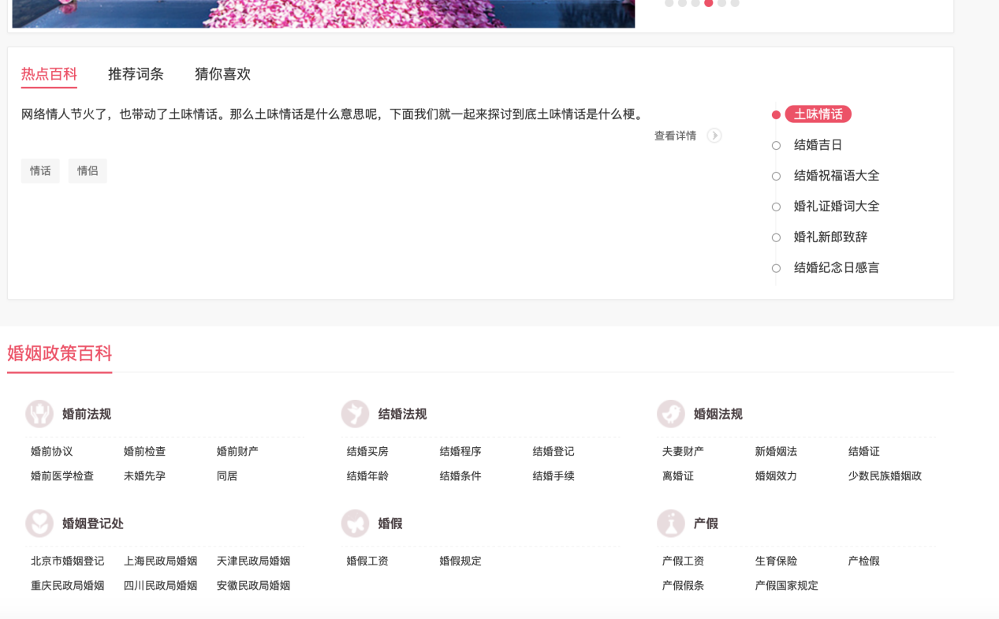 热点百科 推荐词条 猜你喜欢
网络情人节火了，也带动了土味情话。那么土味情话是什么意思呢，下面我们就一起来探讨到底土味情话是什么梗。
查看详情
情话 情侣
土味情话
结婚吉日
结婚祝福语大全
婚礼证婚词大全
婚礼新郎致辞
结婚纪念日感言
婚姻政策百科
婚前法规
婚前协议 婚前检查 婚前财产
婚前医学检查 未婚先孕 同居
结婚法规
结婚买房 结婚程序 结婚登记
结婚年龄 结婚条件 结婚手续
婚姻法规
夫妻财产 新婚姻法 结婚证
离婚证 婚姻效力 少数民族婚姻政
婚姻登记处
北京市婚姻登记 上海民政局婚姻 天津民政局婚姻
重庆民政局婚姻 四川民政局婚姻 安徽民政局婚姻
婚假
婚假工资 婚假规定
产假
产假工资 生育保险 产检假
产假假条 产假国家规定